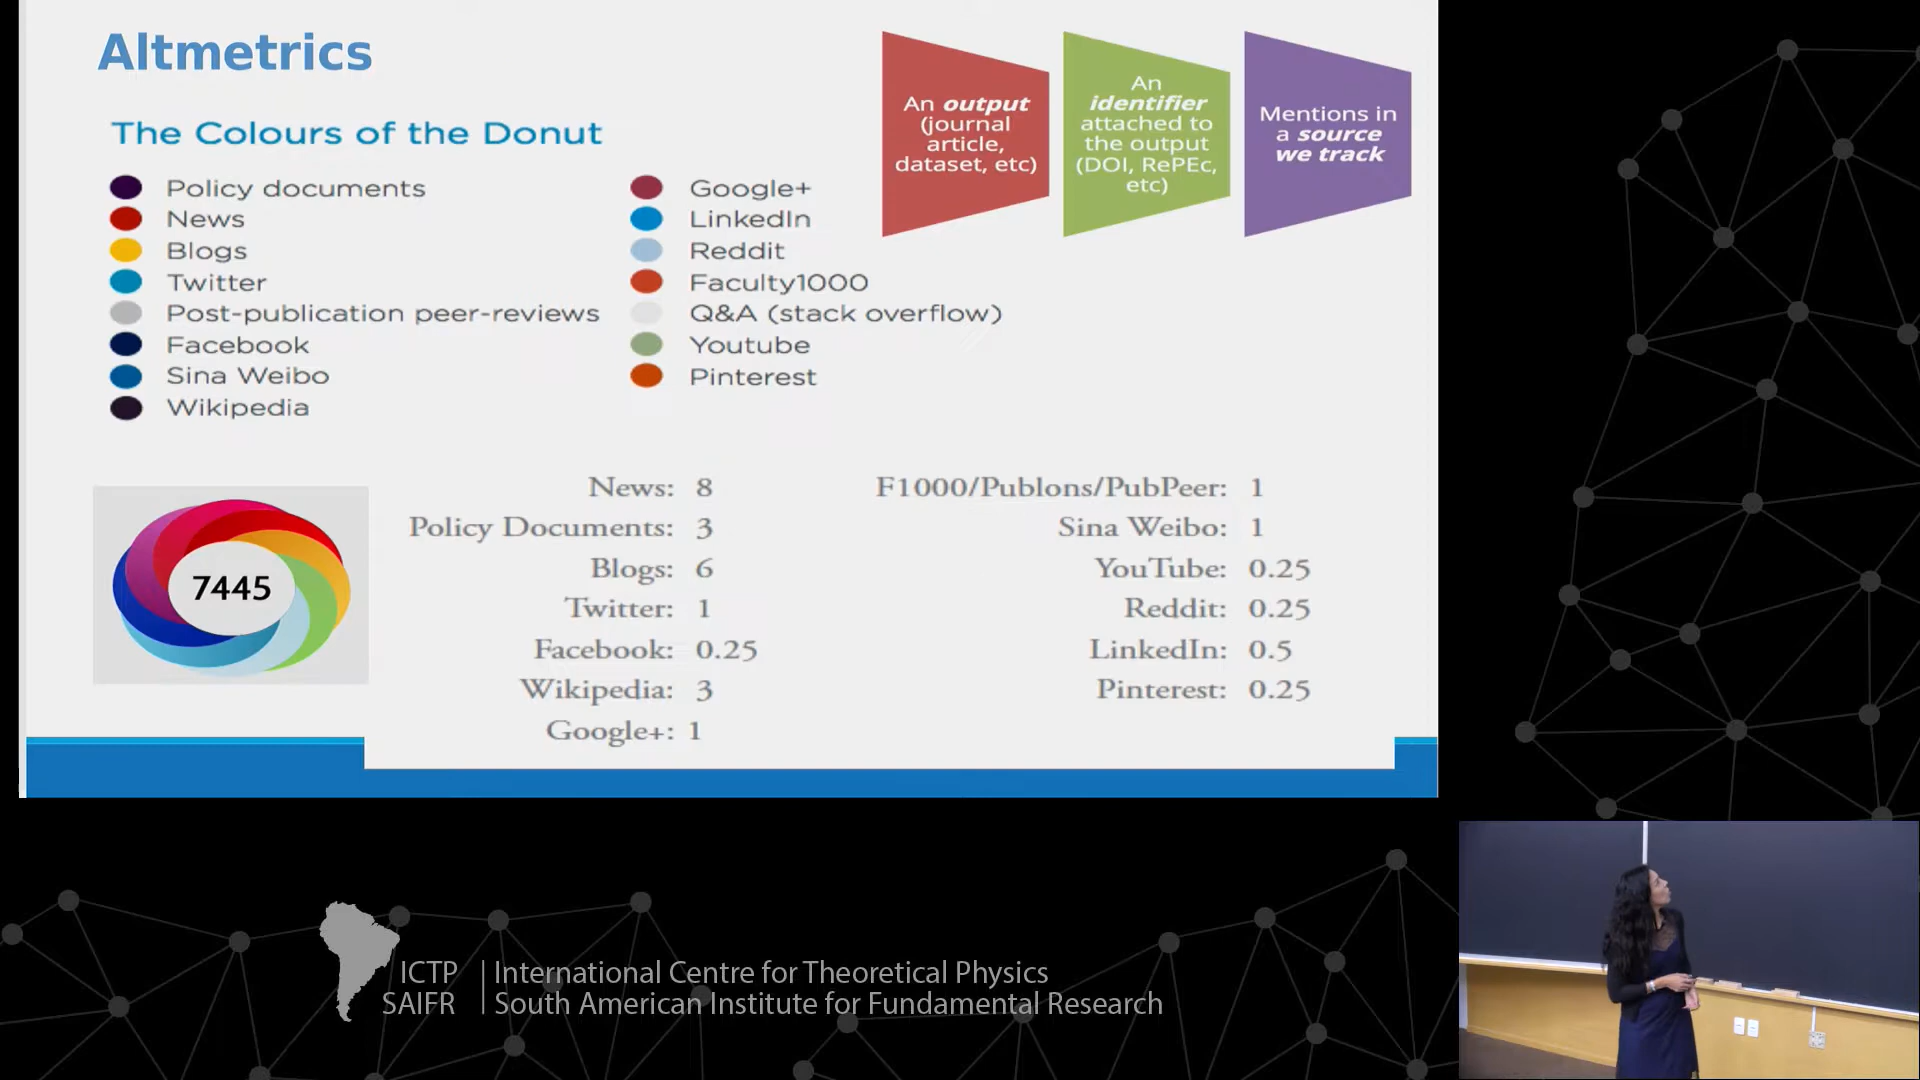 Altmetrics
The Colours of the Donut
Policy documents
News
Blogs
Twitter
Post-publication peer-reviews
Facebook
Sina Weibo
Wikipedia
Google+
LinkedIn
Reddit
Faculty1000
Q&A (stack overflow)
Youtube
Pinterest
An output
(journal
article,
dataset, etc)
An
identifier
attached to
the output
(DOI, RePEc,
etc)
Mentions in
a source
we track
7445
News: 8
Policy Documents: 3
Blogs: 6
Twitter: 1
Facebook: 0.25
Wikipedia: 3
Google+: 1
F1000/Publons/PubPeer: 1
Sina Weibo: 1
YouTube: 0.25
Reddit: 0.25
LinkedIn: 0.5
Pinterest: 0.25
ICTP
SAIFR
International Centre for Theoretical Physics
South American Institute for Fundamental Research